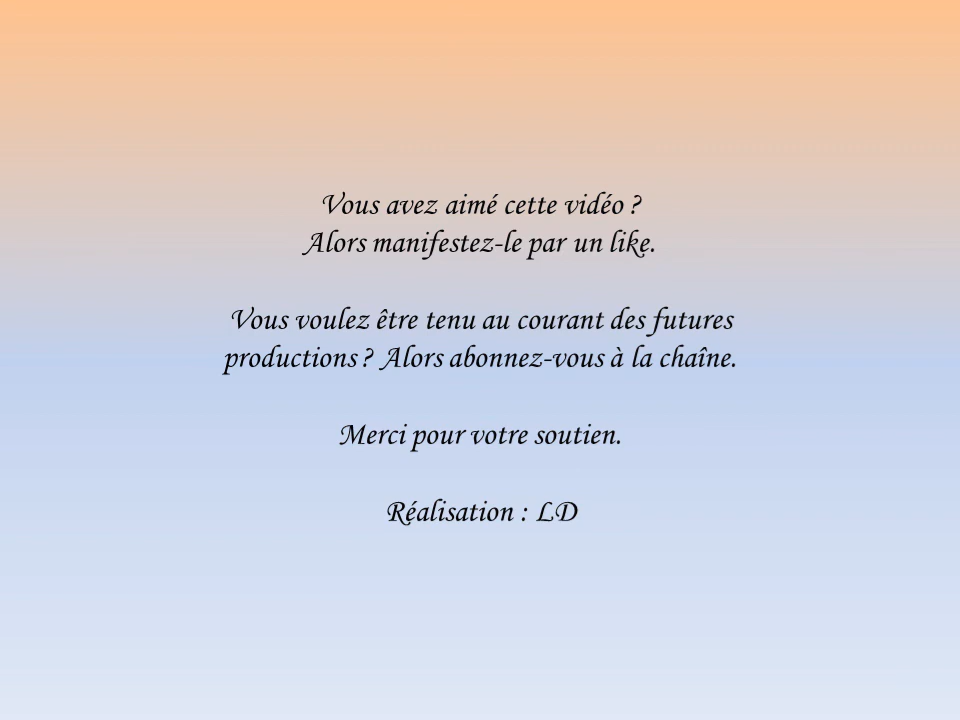 Vous avez aimé cette vidéo ?
Alors manifestez-le par un like.
Vous voulez être tenu au courant des futures
productions ? Alors abonnez-vous à la chaîne.
Merci pour votre soutien.
Réalisation : LD